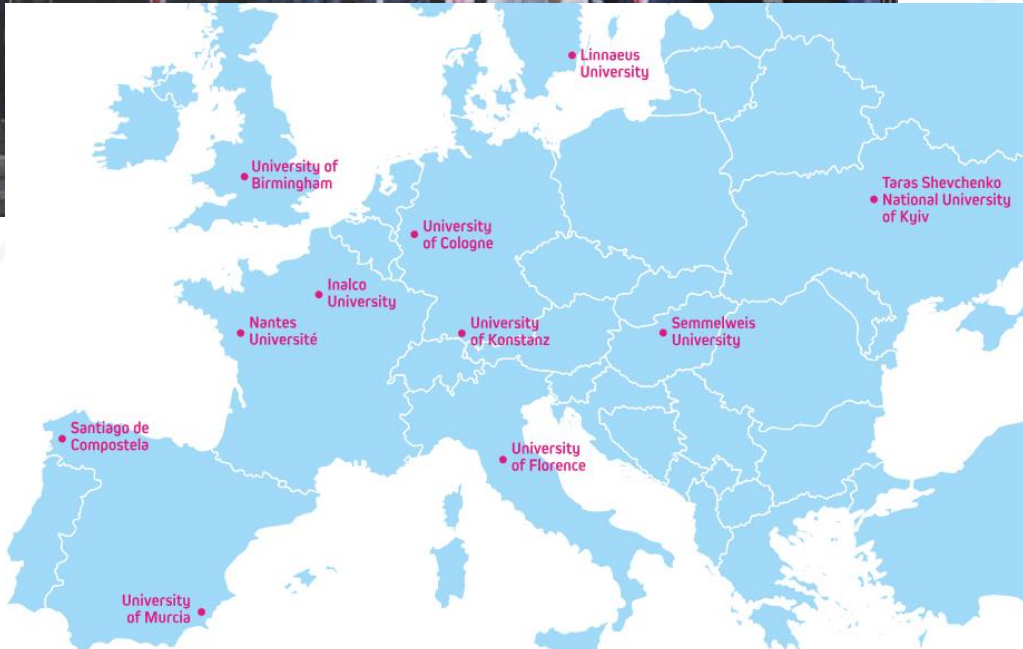 Linnaeus
University
University of
Birmingham
Taras Shevchenko
National University
of Kyiv
University
of Cologne
Inalco
University
Nantes
Université
University
of Konstanz
Semmelweis
University
Santiago de
Compostela
University
of Florence
University
of Murcia